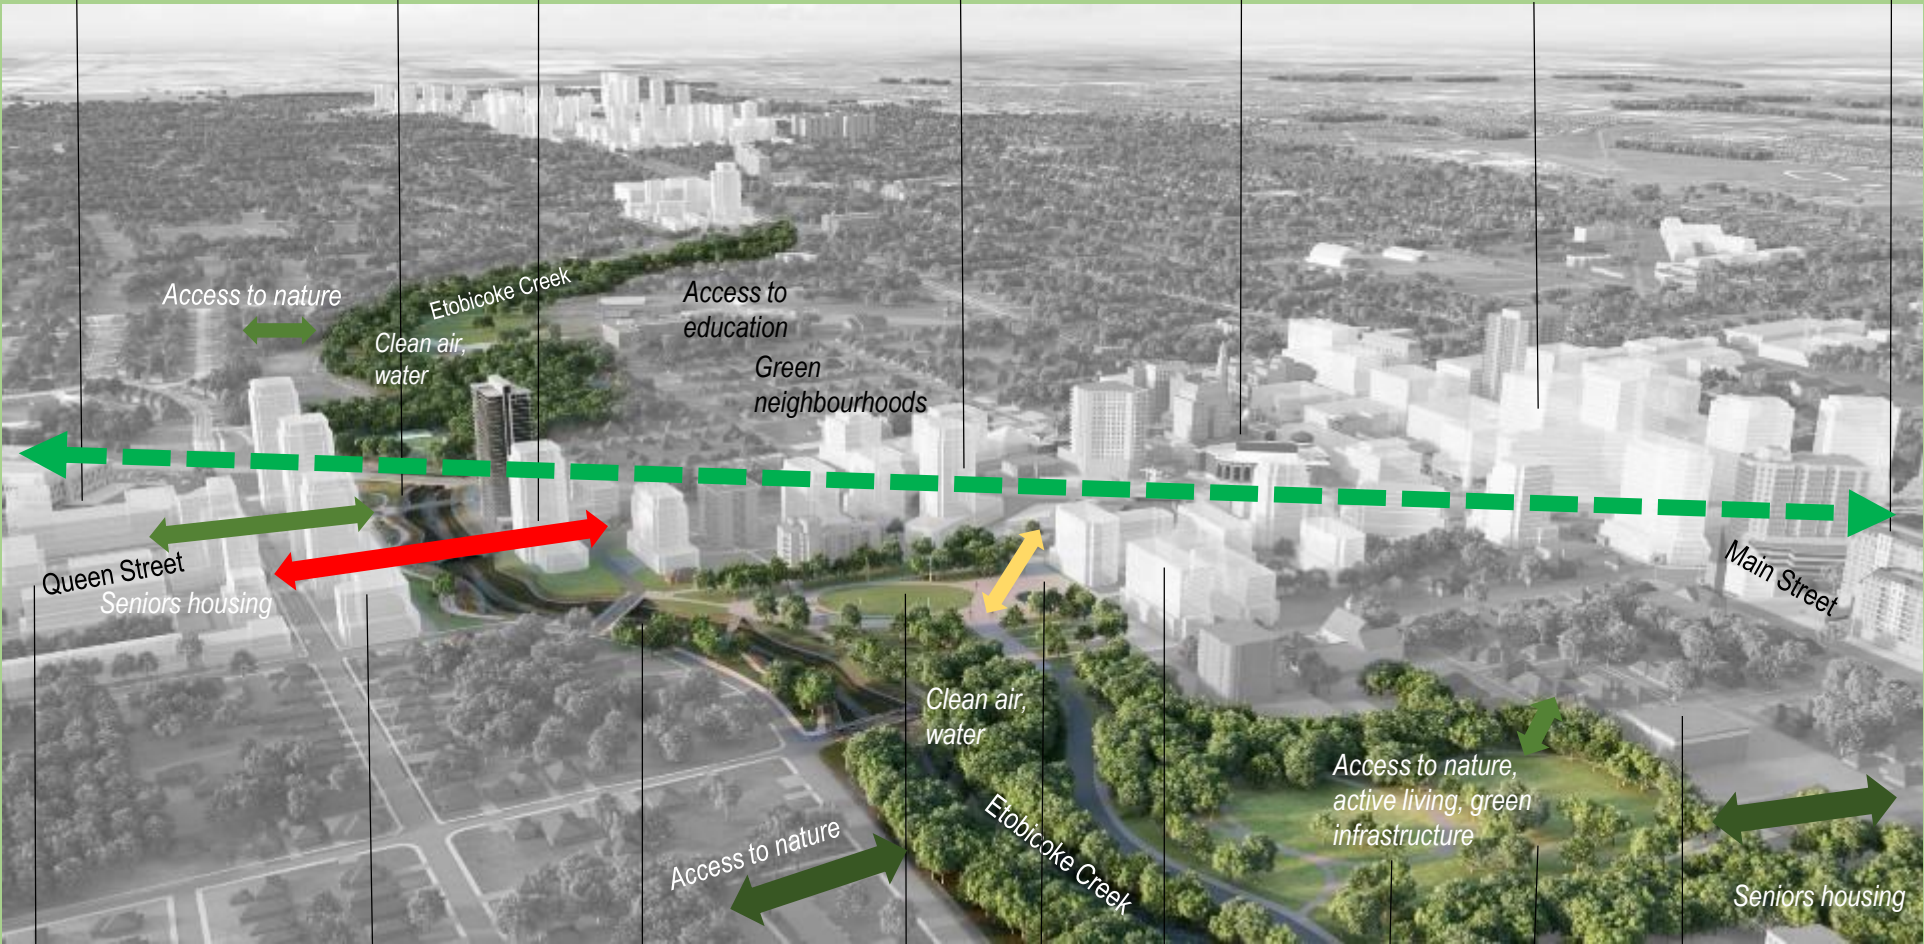 Access to nature
Etobicoke Creek
Clean air,
water
Access to
education
Green
neighbourhoods
Queen Street
Seniors housing
Main Street
Clean air,
water
Access to nature,
active living, green
infrastructure
Etobicoke Creek
Access to nature
Seniors housing